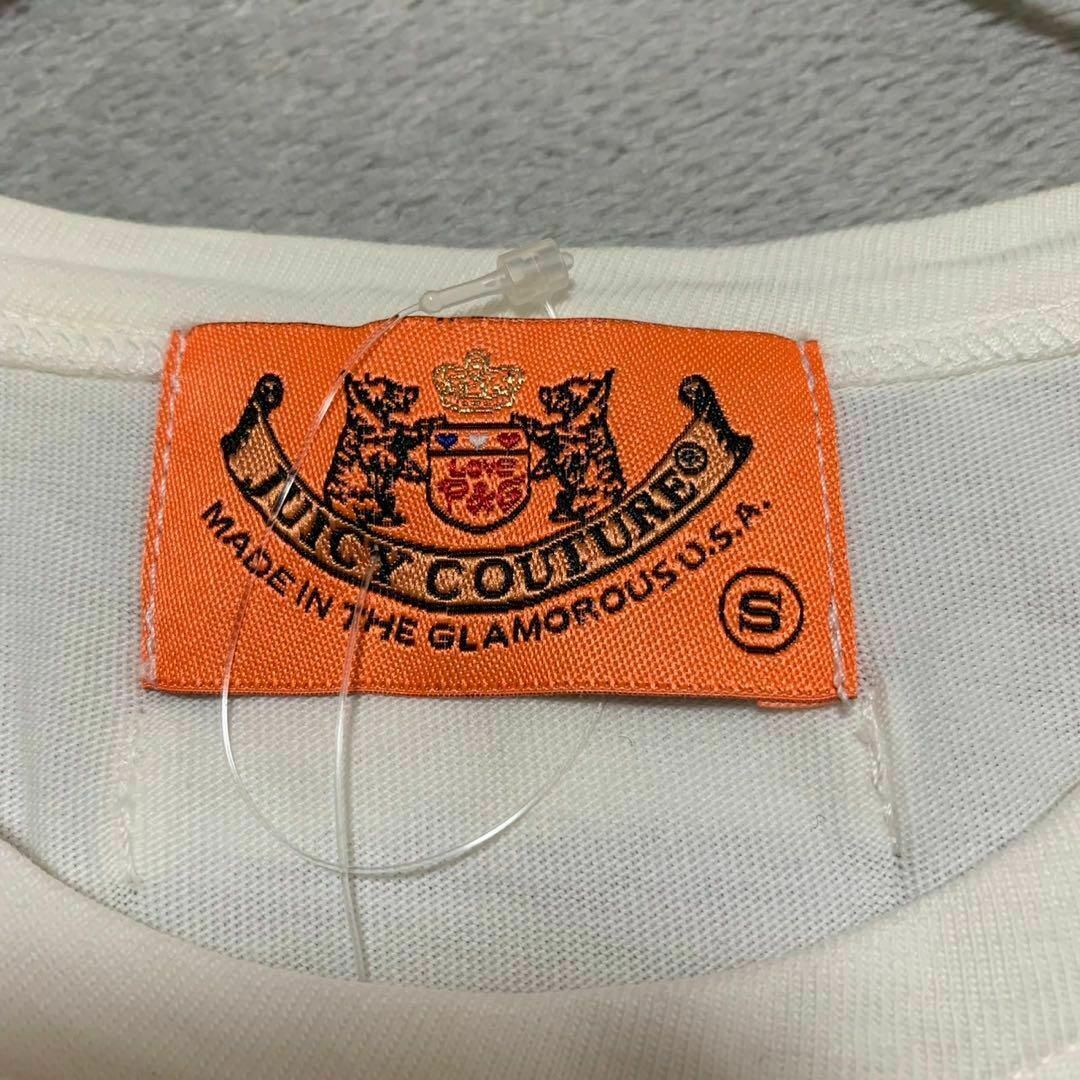 LOVE
P&G
JUICY COUTURE®
MADE IN THE GLAMOROUS U.S.A.
S